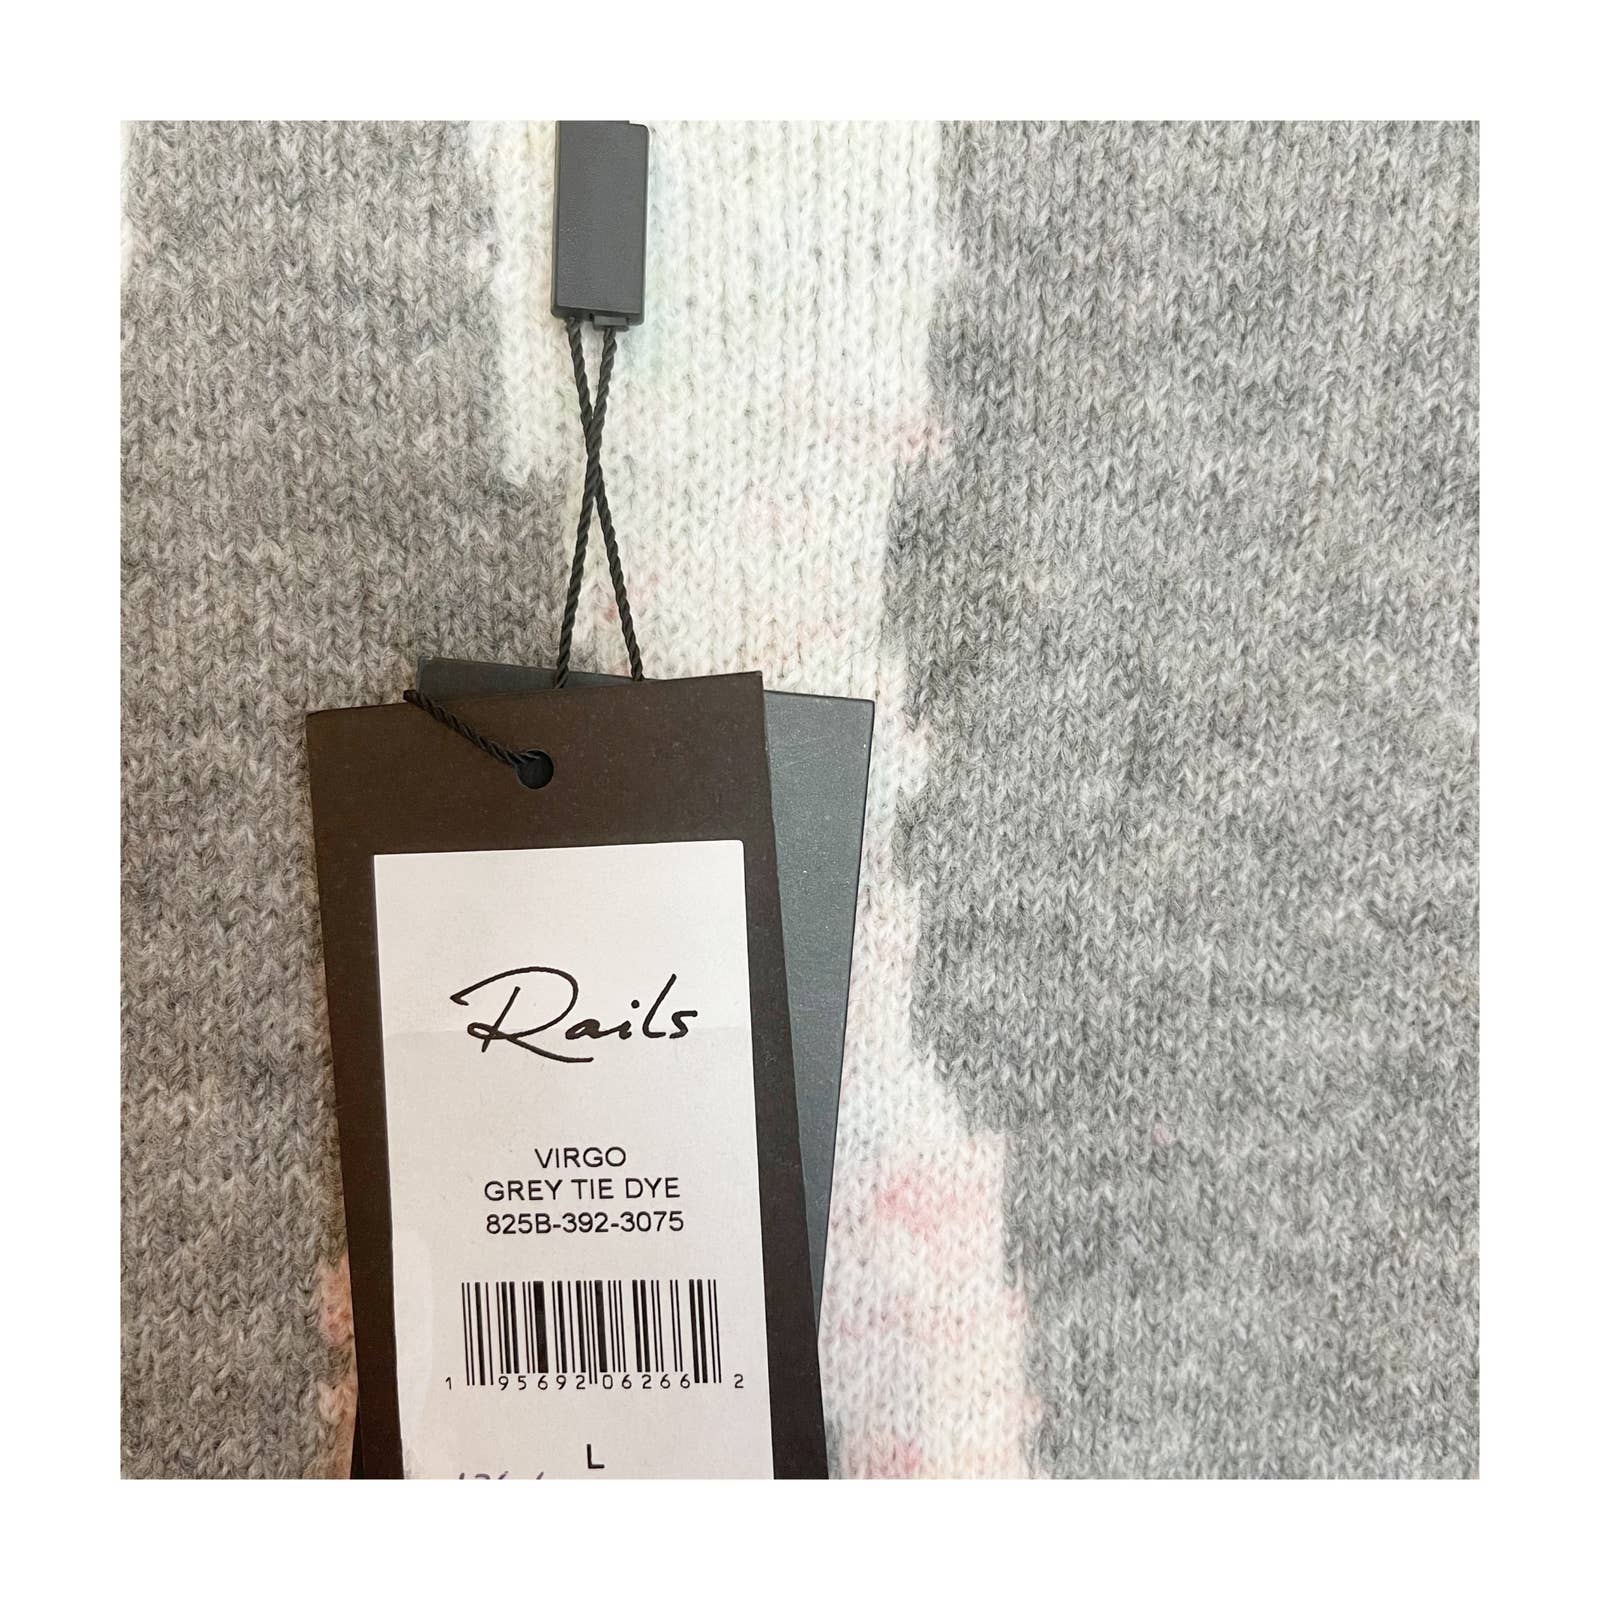 Rails
VIRGO
GREY TIE DYE
825B-392-3075
1 95692 06266 2
L